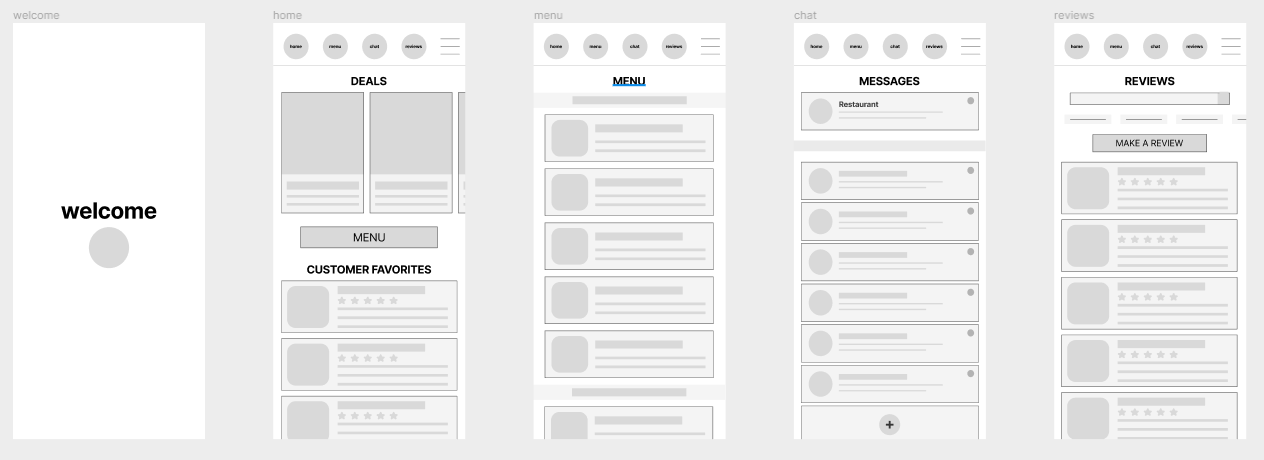 welcome
home
menu
chat
reviews
home menu chat reviews
home menu chat reviews
home menu chat reviews
home menu chat reviews
DEALS
MENU
MESSAGES
REVIEWS
Restaurant
MAKE A REVIEW
welcome
MENU
CUSTOMER FAVORITES
+